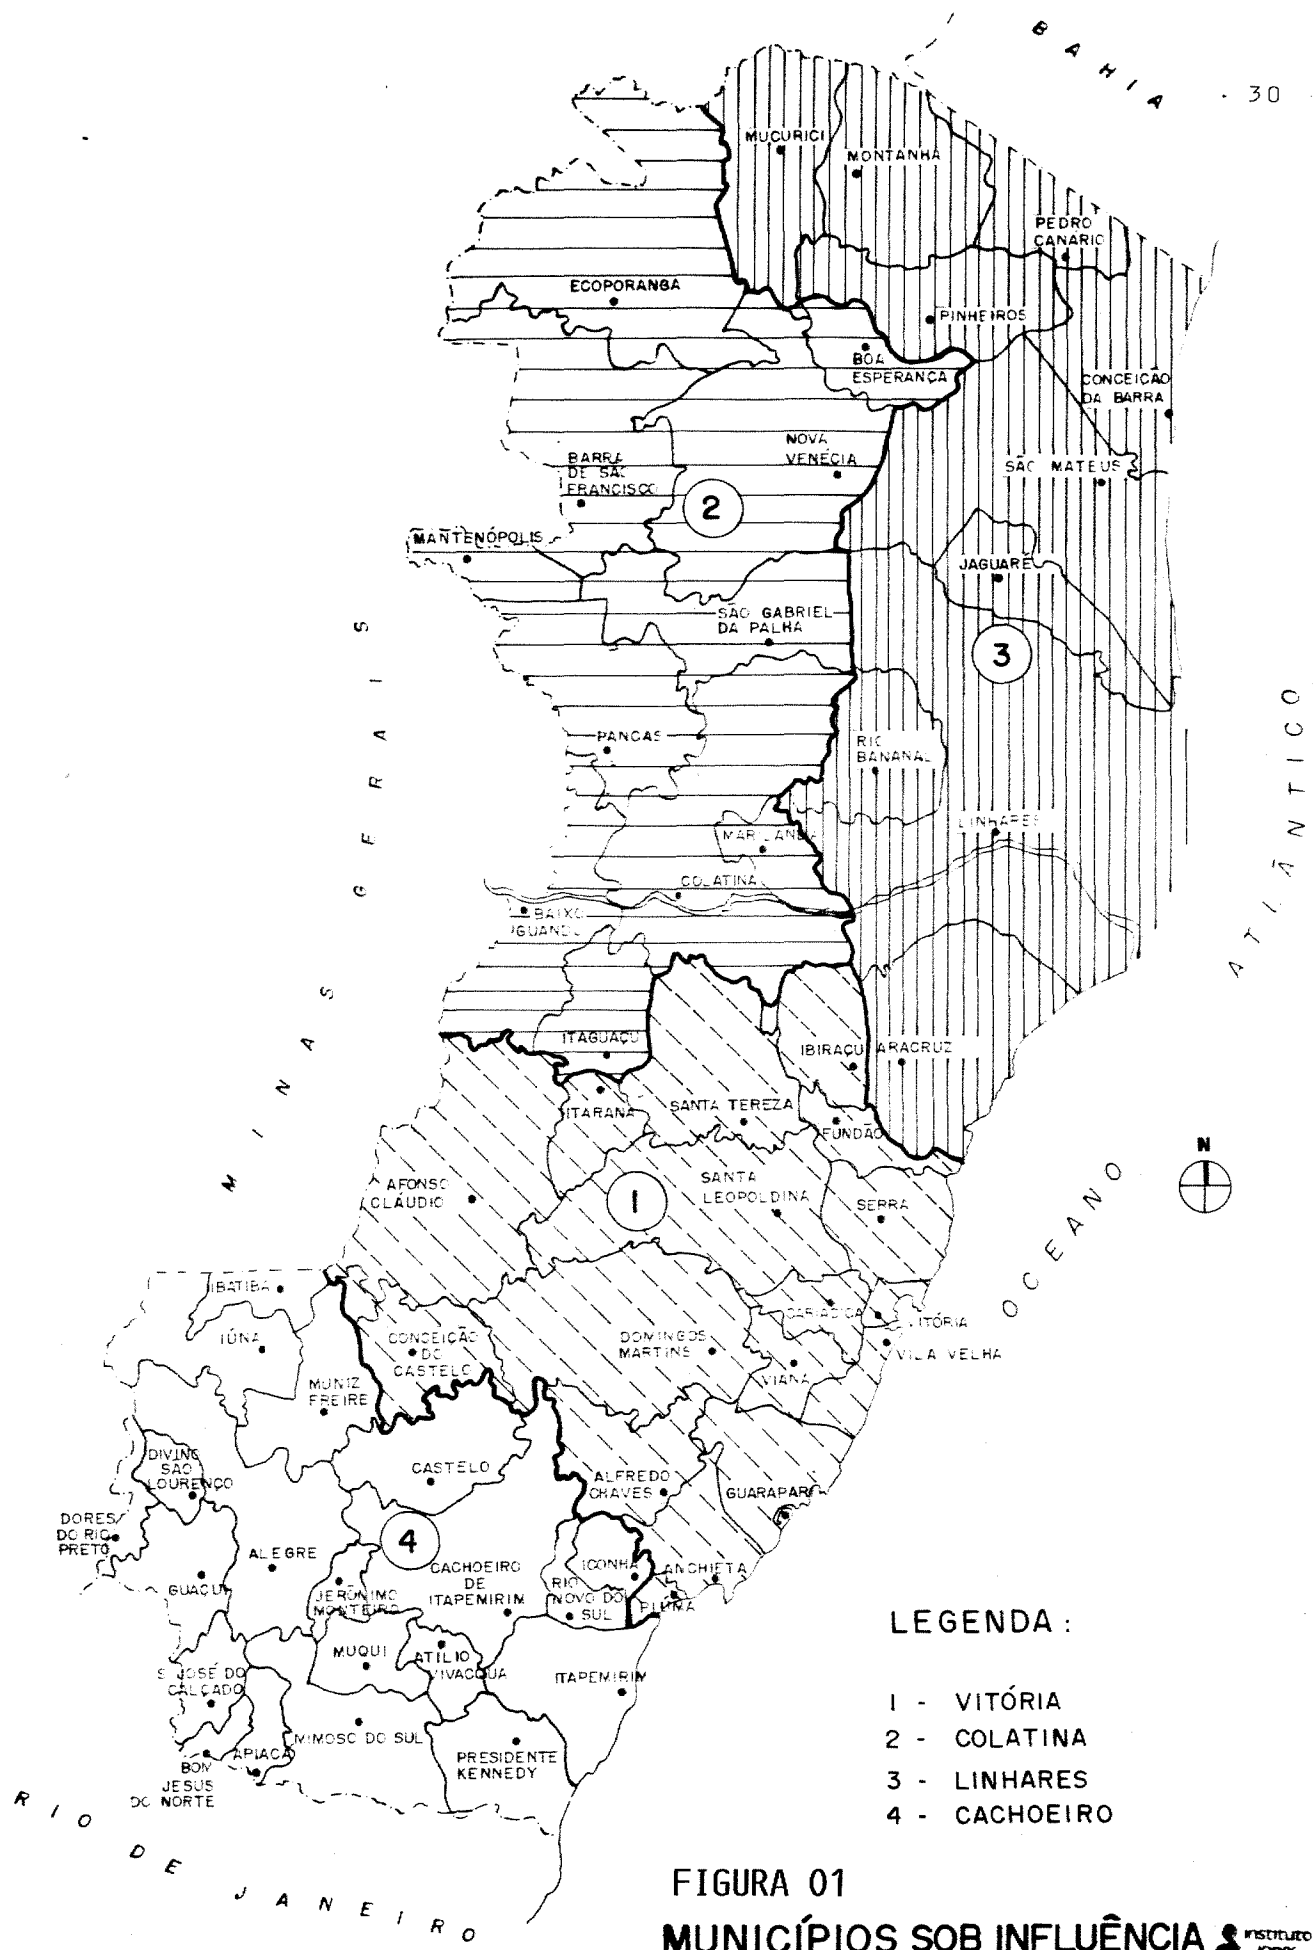 BAHIA
30
MUCURICI
MONTANHA
PEDRO
CANÁRIO
ECOPORANGA
PINHEIROS
BOA
ESPERANÇA
CONCEIÇÃO
DA BARRA
NOVA
VENÉCIA
BARRA
DE SÃO
FRANCISCO
SÃO MATEUS
2
MANTENÓPOLIS
JAGUARÉ
SÃO GABRIEL
DA PALHA
3
PANCAS
RIO
BANANAL
LINHARES
MARILÂNDIA
COLATINA
BAIXO
GUANDU
ITAGUAÇU
IBIRAÇU
ARACRUZ
ITARANA
SANTA TEREZA
FUNDÃO
AFONSO
CLÁUDIO
1
SANTA
LEOPOLDINA
SERRA
MINAS GERAIS
OCEANO ATLÂNTICO
N
IBATIBA
IÚNA
CONCEIÇÃO
DO
CASTELO
DOMINGOS
MARTINS
CARIACICA
VITÓRIA
VILA VELHA
VIANA
MUNIZ
FREIRE
DIVINO
SÃO
LOURENÇO
CASTELO
ALFREDO
CHAVES
GUARAPARI
DORES
DO RIO
PRETO
4
ALEGRE
GUAÇUÍ
JERÔNIMO
MONTEIRO
CACHOEIRO
DE
ITAPEMIRIM
ICONHA
RIO
NOVO DO
SUL
ANCHIETA
PIÚMA
MUQUI
ATÍLIO
VIVACQUA
ITAPEMIRIM
S. JOSÉ DO
CALÇADO
MIMOSO DO SUL
PRESIDENTE
KENNEDY
APIACÁ
BOM
JESUS
DO NORTE
RIO DE JANEIRO
LEGENDA :
1 - VITÓRIA
2 - COLATINA
3 - LINHARES
4 - CACHOEIRO
FIGURA 01
MUNICÍPIOS SOB INFLUÊNCIA
instituto